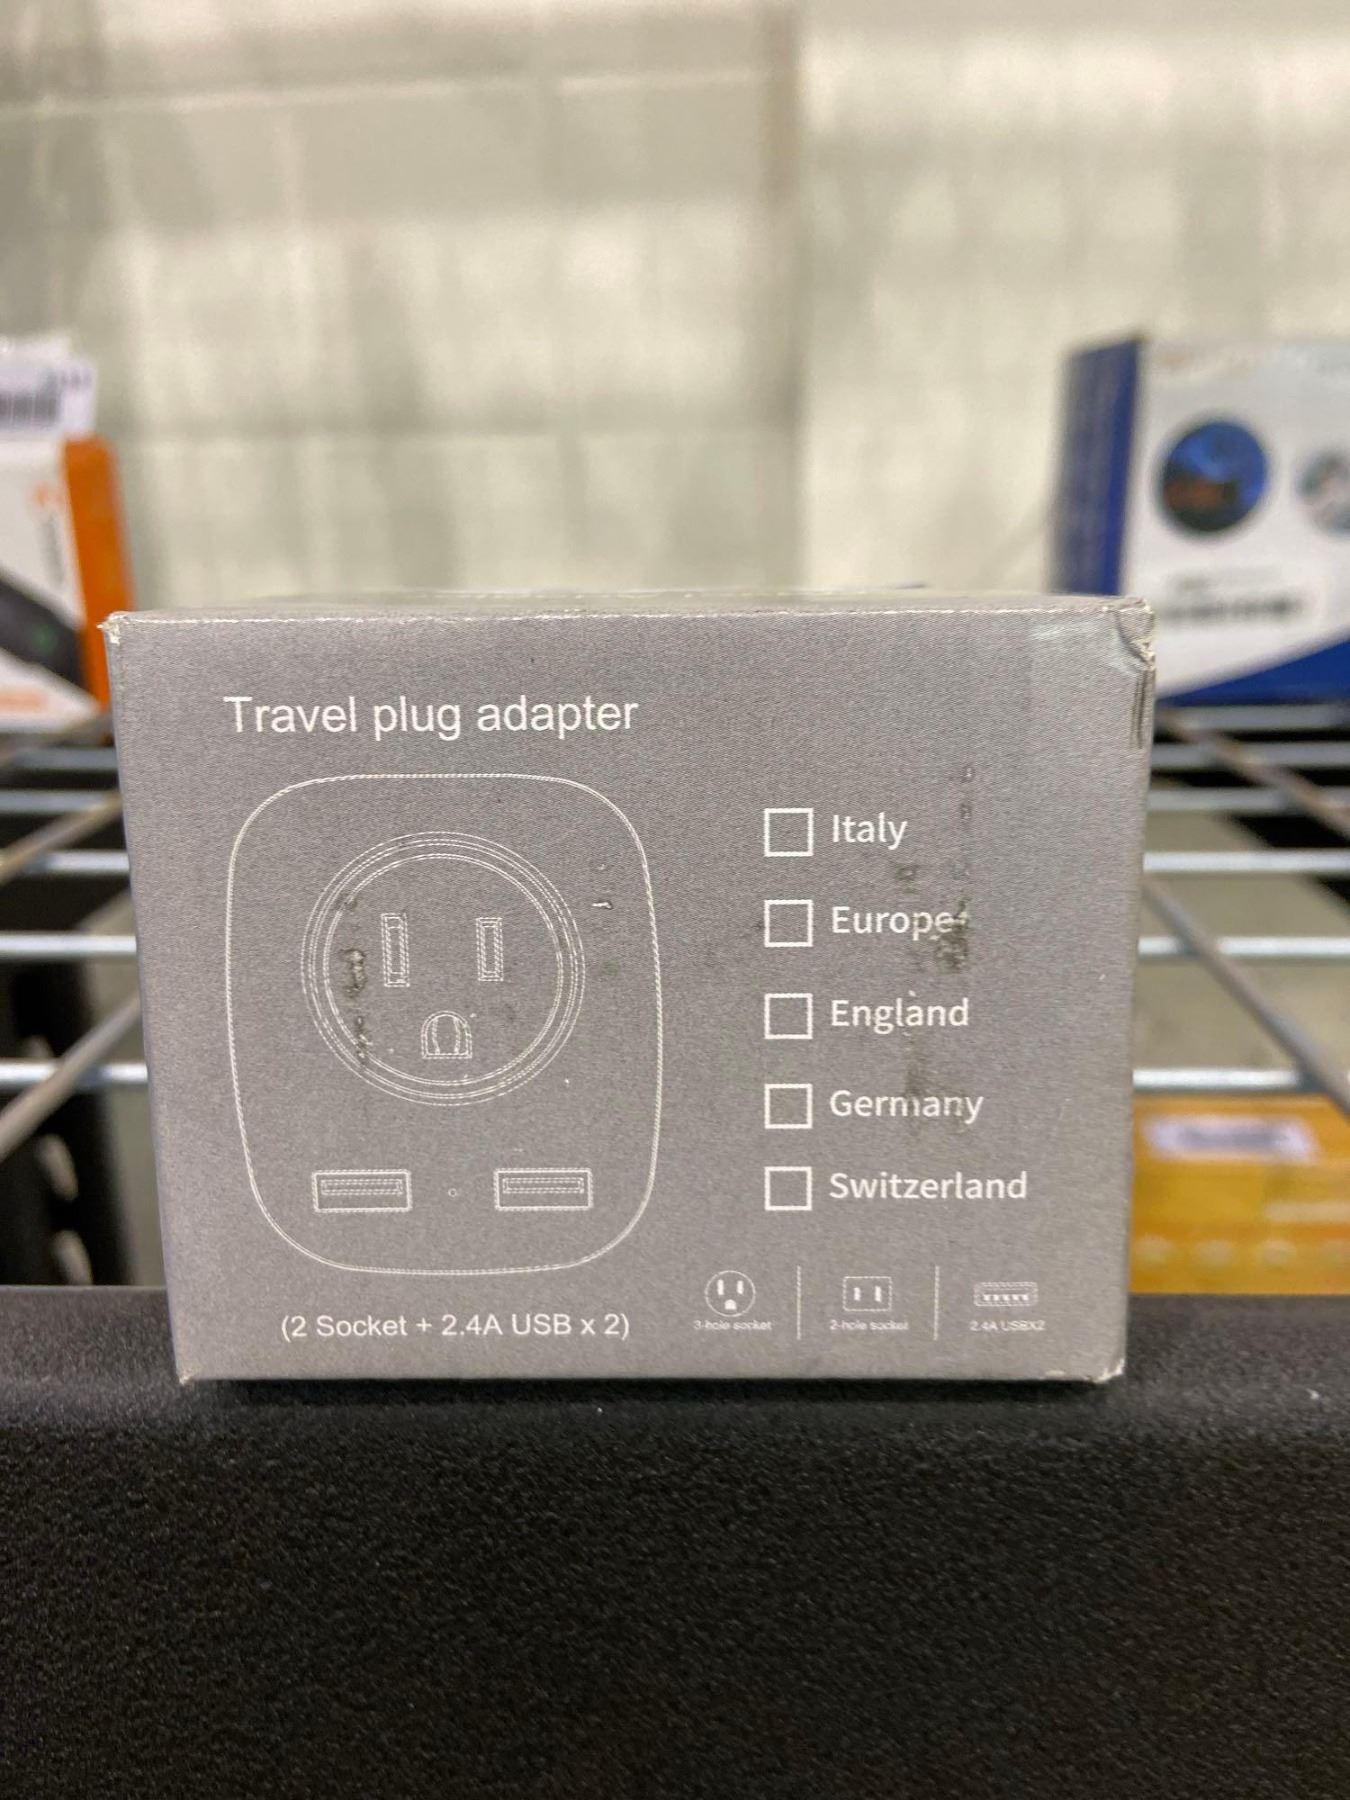 Travel plug adapter
Italy
Europe
England
Germany
Switzerland
(2 Socket + 2.4A USB x 2)
3-hole socket
2-hole socket
2.4A USBX2